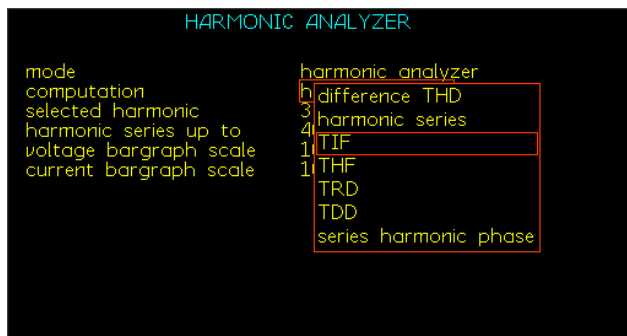 HARMONIC ANALYZER
mode harmonic analyzer
computation
selected harmonic 3
harmonic series up to
voltage bargraph scale
current bargraph scale
difference THD
harmonic series
TIF
THF
TRD
TDD
series harmonic phase